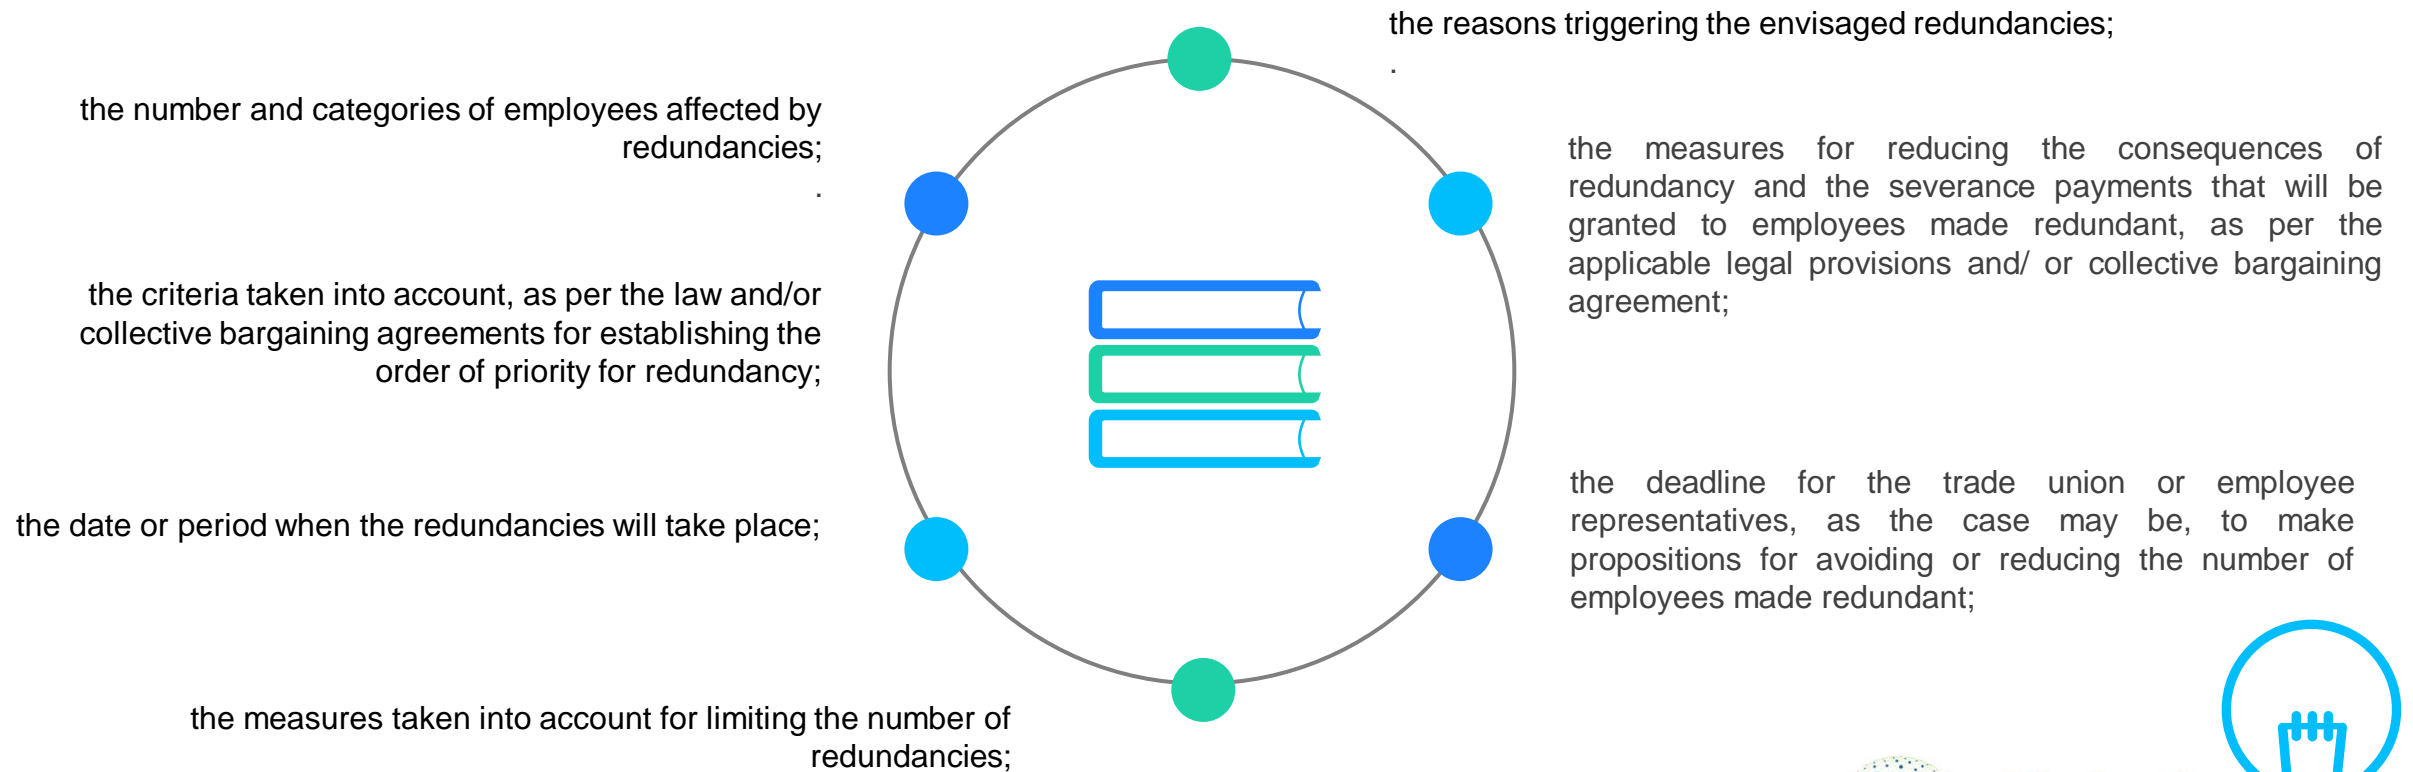 the reasons triggering the envisaged redundancies;
.
the number and categories of employees affected by
redundancies;
.
the measures for reducing the consequences of
redundancy and the severance payments that will be
granted to employees made redundant, as per the
applicable legal provisions and/ or collective bargaining
agreement;
the criteria taken into account, as per the law and/or
collective bargaining agreements for establishing the
order of priority for redundancy;
the date or period when the redundancies will take place;
the deadline for the trade union or employee
representatives, as the case may be, to make
propositions for avoiding or reducing the number of
employees made redundant;
the measures taken into account for limiting the number of
redundancies;